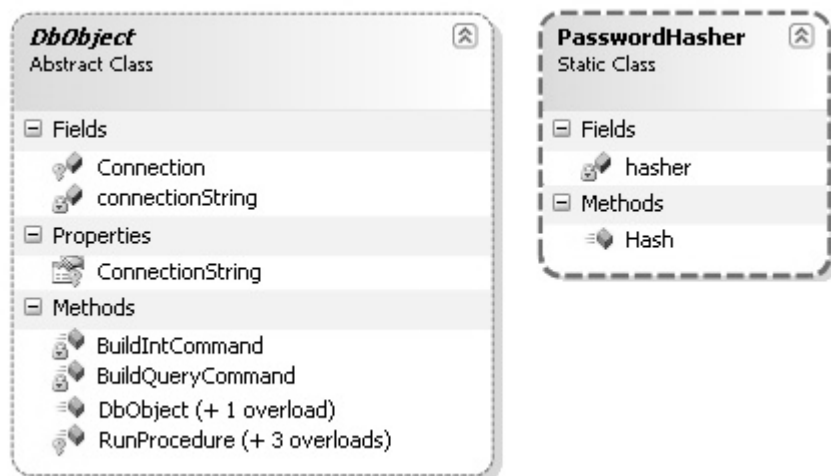 DbObject
Abstract Class
Fields
Connection
connectionString
Properties
ConnectionString
Methods
BuildIntCommand
BuildQueryCommand
DbObject (+ 1 overload)
RunProcedure (+ 3 overloads)
PasswordHasher
Static Class
Fields
hasher
Methods
Hash